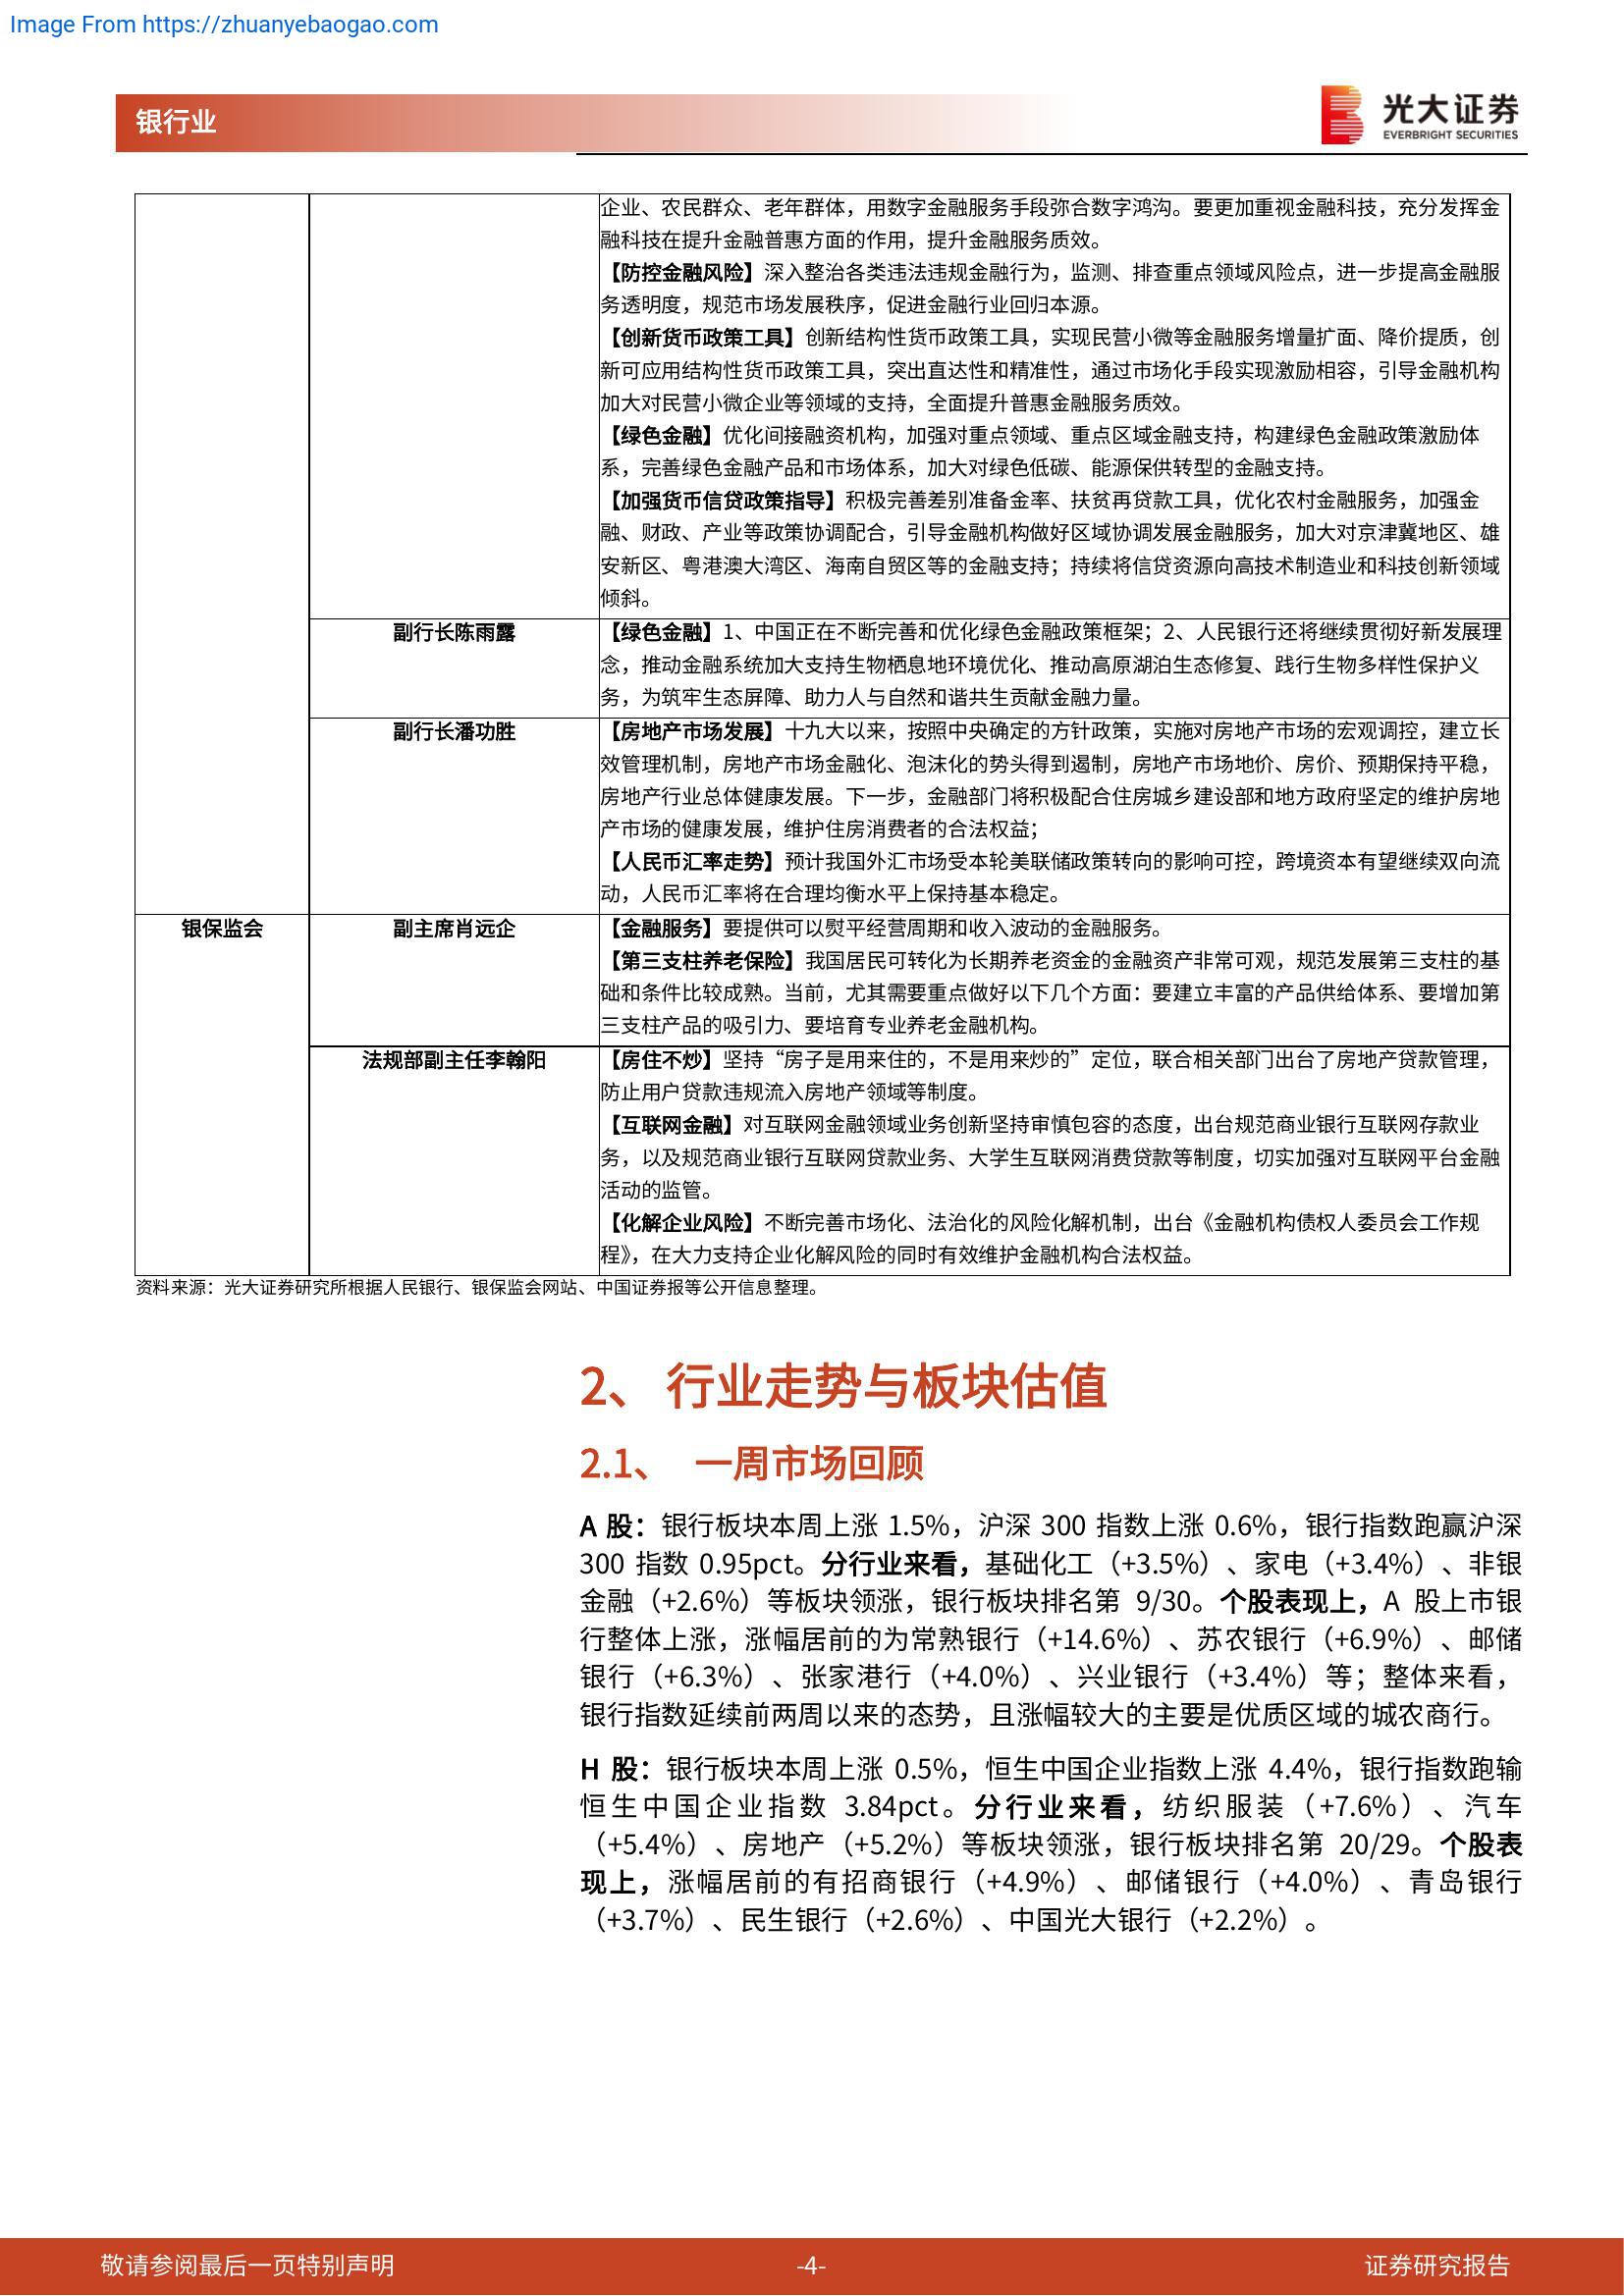 Image From https://zhuanyebaogao.com
银行业
光大证券
EVERBRIGHT SECURITIES
企业、农民群众、老年群体，用数字金融服务手段弥合数字鸿沟。要更加重视金融科技，充分发挥金
融科技在提升金融普惠方面的作用，提升金融服务质效。
【防控金融风险】深入整治各类违法违规金融行为，监测、排查重点领域风险点，进一步提高金融服
务透明度，规范市场发展秩序，促进金融行业回归本源。
【创新货币政策工具】创新结构性货币政策工具，实现民营小微等金融服务增量扩面、降价提质，创
新可应用结构性货币政策工具，突出直达性和精准性，通过市场化手段实现激励相容，引导金融机构
加大对民营小微企业等领域的支持，全面提升普惠金融服务质效。
【绿色金融】优化间接融资机构，加强对重点领域、重点区域金融支持，构建绿色金融政策激励体
系，完善绿色金融产品和市场体系，加大对绿色低碳、能源保供转型的金融支持。
【加强货币信贷政策指导】积极完善差别准备金率、扶贫再贷款工具，优化农村金融服务，加强金
融、财政、产业等政策协调配合，引导金融机构做好区域协调发展金融服务，加大对京津冀地区、雄
安新区、粤港澳大湾区、海南自贸区等的金融支持；持续将信贷资源向高技术制造业和科技创新领域
倾斜。
副行长陈雨露
【绿色金融】1、中国正在不断完善和优化绿色金融政策框架；2、人民银行还将继续贯彻好新发展理
念，推动金融系统加大支持生物栖息地环境优化、推动高原湖泊生态修复、践行生物多样性保护义
务，为筑牢生态屏障、助力人与自然和谐共生贡献金融力量。
副行长潘功胜
【房地产市场发展】十九大以来，按照中央确定的方针政策，实施对房地产市场的宏观调控，建立长
效管理机制，房地产市场金融化、泡沫化的势头得到遏制，房地产市场地价、房价、预期保持平稳，
房地产行业总体健康发展。下一步，金融部门将积极配合住房城乡建设部和地方政府坚定的维护房地
产市场的健康发展，维护住房消费者的合法权益；
【人民币汇率走势】预计我国外汇市场受本轮美联储政策转向的影响可控，跨境资本有望继续双向流
动，人民币汇率将在合理均衡水平上保持基本稳定。
银保监会
副主席肖远企
【金融服务】要提供可以熨平经营周期和收入波动的金融服务。
【第三支柱养老保险】我国居民可转化为长期养老资金的金融资产非常可观，规范发展第三支柱的基
础和条件比较成熟。当前，尤其需要重点做好以下几个方面：要建立丰富的产品供给体系、要增加第
三支柱产品的吸引力、要培育专业养老金融机构。
法规部副主任李翰阳
【房住不炒】坚持“房子是用来住的，不是用来炒的”定位，联合相关部门出台了房地产贷款管理，
防止用户贷款违规流入房地产领域等制度。
【互联网金融】对互联网金融领域业务创新坚持审慎包容的态度，出台规范商业银行互联网存款业
务，以及规范商业银行互联网贷款业务、大学生互联网消费贷款等制度，切实加强对互联网平台金融
活动的监管。
【化解企业风险】不断完善市场化、法治化的风险化解机制，出台《金融机构债权人委员会工作规
程》，在大力支持企业化解风险的同时有效维护金融机构合法权益。
资料来源：光大证券研究所根据人民银行、银保监会网站、中国证券报等公开信息整理。
2、 行业走势与板块估值
2.1、 一周市场回顾
A 股：银行板块本周上涨 1.5%，沪深 300 指数上涨 0.6%，银行指数跑赢沪深
300 指数 0.95pct。分行业来看，基础化工（+3.5%）、家电（+3.4%）、非银
金融（+2.6%）等板块领涨，银行板块排名第 9/30。个股表现上，A 股上市银
行整体上涨，涨幅居前的为常熟银行（+14.6%）、苏农银行（+6.9%）、邮储
银行（+6.3%）、张家港行（+4.0%）、兴业银行（+3.4%）等；整体来看，
银行指数延续前两周以来的态势，且涨幅较大的主要是优质区域的城农商行。
H 股：银行板块本周上涨 0.5%，恒生中国企业指数上涨 4.4%，银行指数跑输
恒生中国企业指数 3.84pct。分行业来看，纺织服装（+7.6%）、汽车
（+5.4%）、房地产（+5.2%）等板块领涨，银行板块排名第 20/29。个股表
现上，涨幅居前的有招商银行（+4.9%）、邮储银行（+4.0%）、青岛银行
（+3.7%）、民生银行（+2.6%）、中国光大银行（+2.2%）。
敬请参阅最后一页特别声明
-4-
证券研究报告